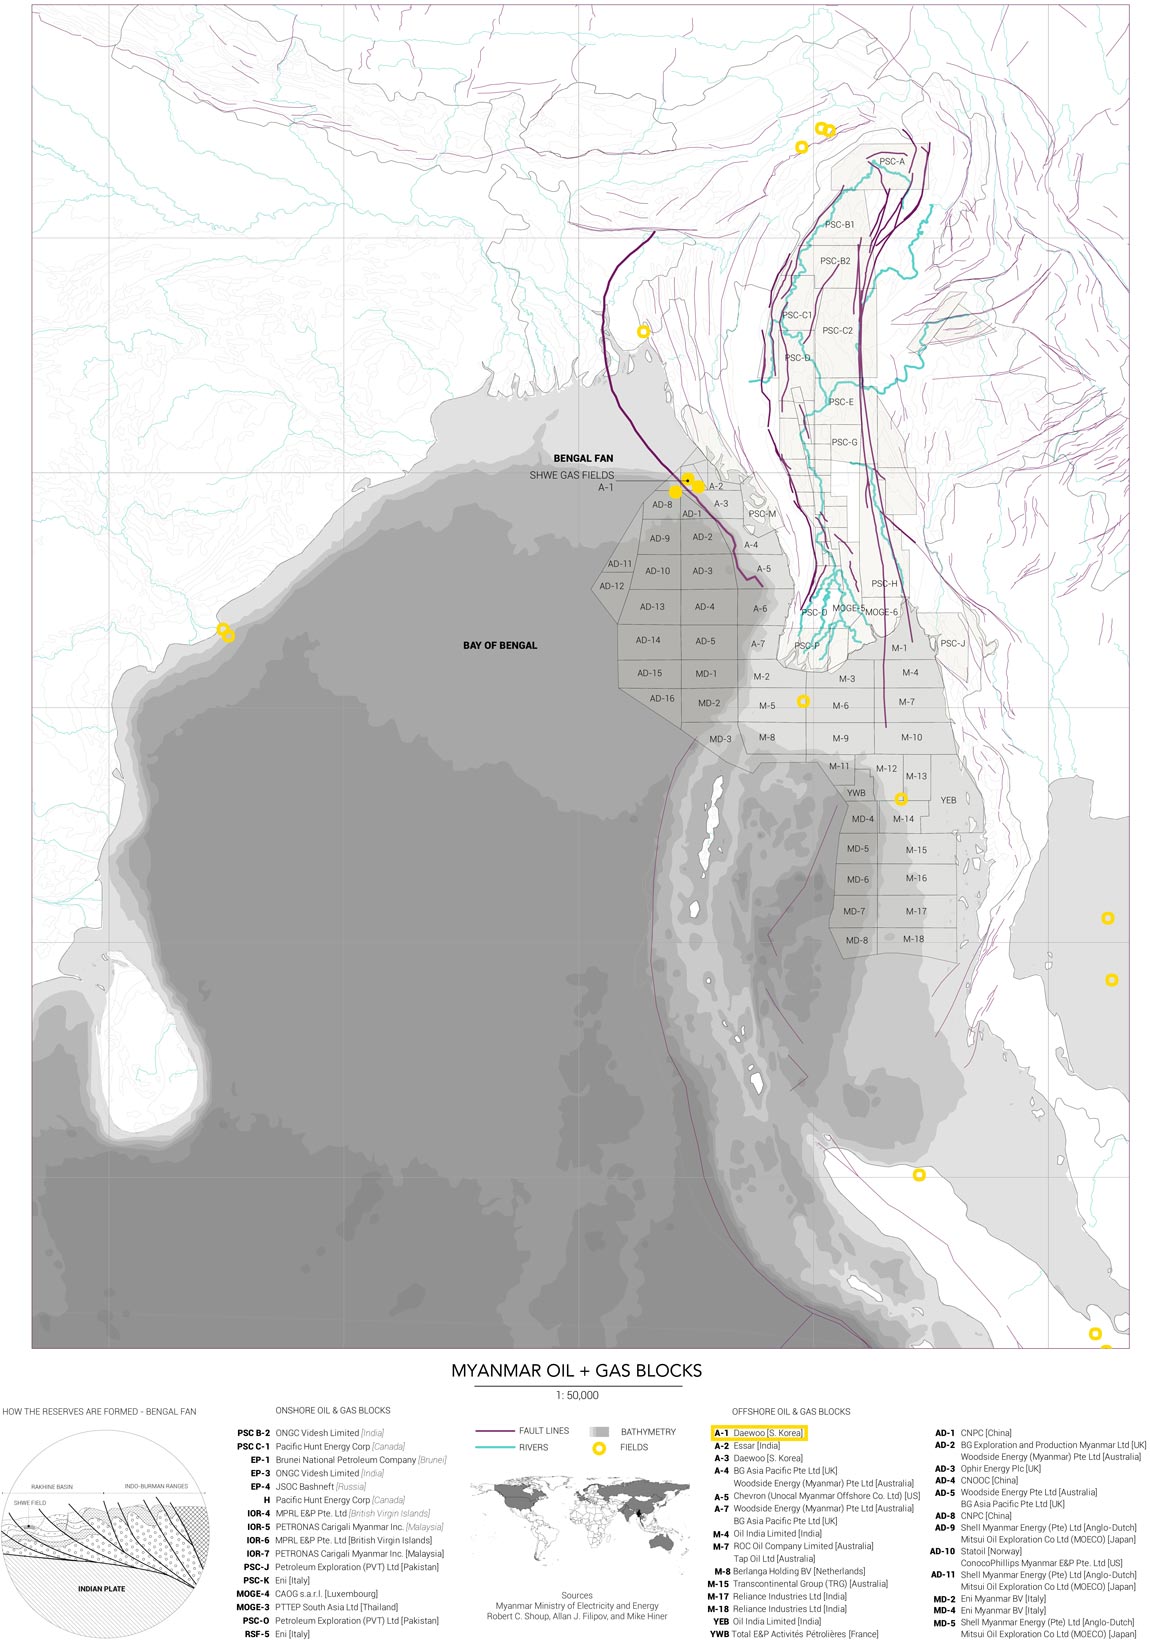 PSC-A
PSC-B1
PSC-B2
PSC-C1
PSC-C2
PSC-D
PSC-E
PSC-G
BENGAL FAN
SHWE GAS FIELDS
A-1
A-2
A-3
AD-8
AD-1
PSC-M
AD-9
AD-2
A-4
AD-11
AD-10
AD-3
A-5
AD-12
PSC-H
AD-13
AD-4
A-6
PSC-O
MOGE-5
MOGE-6
BAY OF BENGAL
AD-14
AD-5
A-7
PSC-P
M-1
PSC-J
AD-15
MD-1
M-2
M-3
M-4
AD-16
MD-2
M-5
M-6
M-7
MD-3
M-8
M-9
M-10
M-11
M-12
M-13
YWB
YEB
MD-4
M-14
MD-5
M-15
MD-6
M-16
MD-7
M-17
MD-8
M-18
MYANMAR OIL + GAS BLOCKS
1: 50,000
HOW THE RESERVES ARE FORMED - BENGAL FAN
RAKHINE BASIN
INDO-BURMAN RANGES
SHWE FIELD
INDIAN PLATE
ONSHORE OIL & GAS BLOCKS
PSC B-2 ONGC Videsh Limited [India]
PSC C-1 Pacific Hunt Energy Corp [Canada]
EP-1 Brunei National Petroleum Company [Brunei]
EP-3 ONGC Videsh Limited [India]
EP-4 JSOC Bashneft [Russia]
H Pacific Hunt Energy Corp [Canada]
IOR-4 MPRL E&P Pte. Ltd [British Virgin Islands]
IOR-5 PETRONAS Carigali Myanmar Inc. [Malaysia]
IOR-6 MPRL E&P Pte. Ltd [British Virgin Islands]
IOR-7 PETRONAS Carigali Myanmar Inc. [Malaysia]
PSC-J Petroleum Exploration (PVT) Ltd [Pakistan]
PSC-K Eni [Italy]
MOGE-4 CAOG s.a.r.l. [Luxembourg]
MOGE-3 PTTEP South Asia Ltd [Thailand]
PSC-O Petroleum Exploration (PVT) Ltd [Pakistan]
RSF-5 Eni [Italy]
FAULT LINES
RIVERS
BATHYMETRY
FIELDS
Sources
Myanmar Ministry of Electricity and Energy
Robert C. Shoup, Allan J. Filipov, and Mike Hiner
OFFSHORE OIL & GAS BLOCKS
A-1 Daewoo [S. Korea]
A-2 Essar [India]
A-3 Daewoo [S. Korea]
A-4 BG Asia Pacific Pte Ltd [UK]
Woodside Energy (Myanmar) Pte Ltd [Australia]
A-5 Chevron (Unocal Myanmar Offshore Co. Ltd) [US]
A-7 Woodside Energy (Myanmar) Pte Ltd [Australia]
BG Asia Pacific Pte Ltd [UK]
M-4 Oil India Limited [India]
M-7 ROC Oil Company Limited [Australia]
Tap Oil Ltd [Australia]
M-8 Berlanga Holding BV [Netherlands]
M-15 Transcontinental Group (TRG) [Australia]
M-17 Reliance Industries Ltd [India]
M-18 Reliance Industries Ltd [India]
YEB Oil India Limited [India]
YWB Total E&P Activités Pétrolières [France]
AD-1 CNPC [China]
AD-2 BG Exploration and Production Myanmar Ltd [UK]
Woodside Energy (Myanmar) Pte Ltd [Australia]
AD-3 Ophir Energy Plc [UK]
AD-4 CNOOC [China]
AD-5 Woodside Energy Pte Ltd [Australia]
BG Asia Pacific Pte Ltd [UK]
AD-8 CNPC [China]
AD-9 Shell Myanmar Energy (Pte) Ltd [Anglo-Dutch]
Mitsui Oil Exploration Co Ltd (MOECO) [Japan]
AD-10 Statoil [Norway]
ConocoPhillips Myanmar E&P Pte. Ltd [US]
AD-11 Shell Myanmar Energy (Pte) Ltd [Anglo-Dutch]
Mitsui Oil Exploration Co Ltd (MOECO) [Japan]
MD-2 Eni Myanmar BV [Italy]
MD-4 Eni Myanmar BV [Italy]
MD-5 Shell Myanmar Energy (Pte) Ltd [Anglo-Dutch]
Mitsui Oil Exploration Co Ltd (MOECO) [Japan]